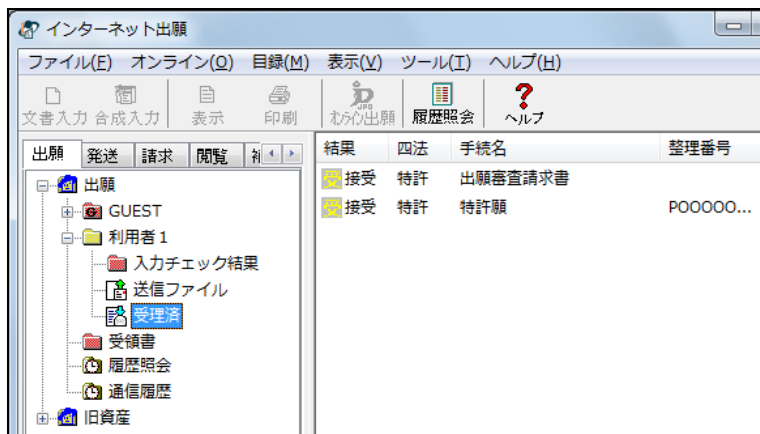 インターネット出願
ファイル(F) オンライン(O) 目録(M) 表示(V) ツール(T) ヘルプ(H)
文書入力 合成入力 表示 印刷 おうむ出願 履歴照会 ヘルプ
出願 発送 請求 閲覧
結果 四法 手続名 整理番号
出願
GUEST
利用者1
入力チェック結果
送信ファイル
受理済
受領書
履歴照会
通信履歴
旧資産
受 接受 特許 出願審査請求書
受 接受 特許 特許願 POOOOO...